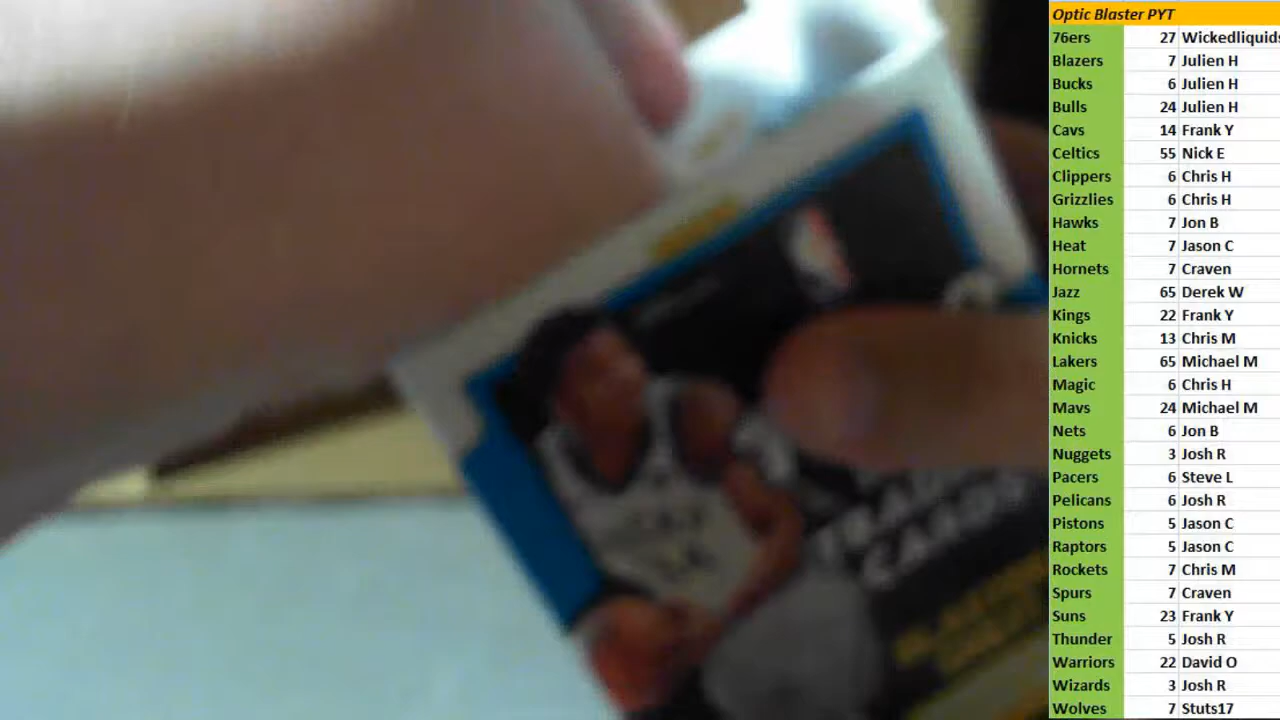 Optic Blaster PYT
76ers 27 Wickedliquids
Blazers 7 Julien H
Bucks 6 Julien H
Bulls 24 Julien H
Cavs 14 Frank Y
Celtics 55 Nick E
Clippers 6 Chris H
Grizzlies 6 Chris H
Hawks 7 Jon B
Heat 7 Jason C
Hornets 7 Craven
Jazz 65 Derek W
Kings 22 Frank Y
Knicks 13 Chris M
Lakers 65 Michael M
Magic 6 Chris H
Mavs 24 Michael M
Nets 6 Jon B
Nuggets 3 Josh R
Pacers 6 Steve L
Pelicans 6 Josh R
Pistons 5 Jason C
Raptors 5 Jason C
Rockets 7 Chris M
Spurs 7 Craven
Suns 23 Frank Y
Thunder 5 Josh R
Warriors 22 David O
Wizards 3 Josh R
Wolves 7 Stuts17
TRADING
CARDS